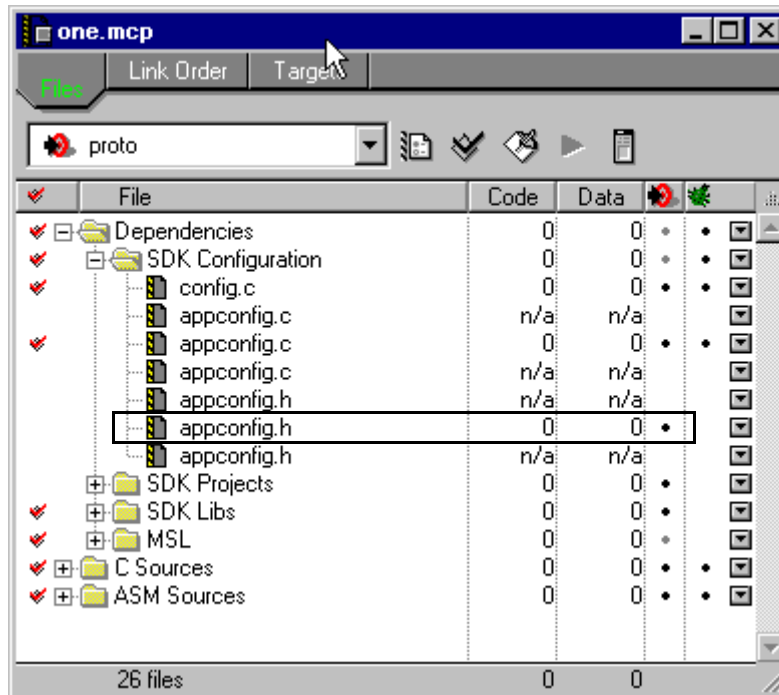 one.mcp
Files Link Order Targets
proto
File Code Data
Dependencies 0 0
SDK Configuration 0 0
config.c 0 0
appconfig.c n/a n/a
appconfig.c 0 0
appconfig.c n/a n/a
appconfig.h n/a n/a
appconfig.h 0 0
appconfig.h n/a n/a
SDK Projects 0 0
SDK Libs 0 0
MSL 0 0
C Sources 0 0
ASM Sources 0 0
26 files 0 0